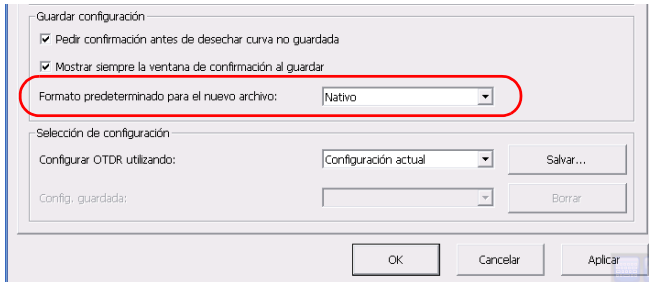 Guardar configuración
Pedir confirmación antes de desechar curva no guardada
Mostrar siempre la ventana de confirmación al guardar
Formato predeterminado para el nuevo archivo: Nativo
Selección de configuración
Configurar OTDR utilizando: Configuración actual Salvar...
Config. guardada: Borrar
OK Cancelar Aplicar